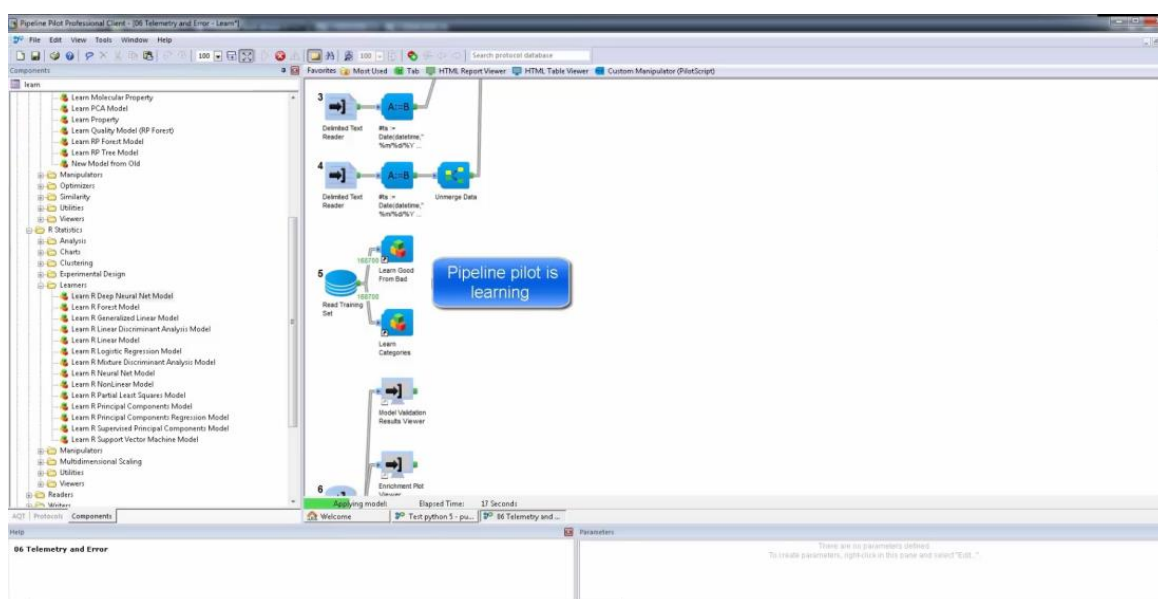 Pipeline Pilot Professional Client - [06 Telemetry and Error - Learn*]
File Edit View Tools Window Help
100
100
Search protocol database
Components
Favorites Most Used Tab HTML Report Viewer HTML Table Viewer Custom Manipulator (PilotScript)
learn
Learn Molecular Property
Learn PCA Model
Learn Property
Learn Quality Model (RP Forest)
Learn RP Forest Model
Learn RP Tree Model
New Model from Old
Manipulators
Optimizers
Similarity
Utilities
Viewers
R Statistics
Analysis
Charts
Clustering
Experimental Design
Learners
Learn R Deep Neural Net Model
Learn R Forest Model
Learn R Generalized Linear Model
Learn R Linear Discriminant Analysis Model
Learn R Linear Model
Learn R Logistic Regression Model
Learn R Mixture Discriminant Analysis Model
Learn R Neural Net Model
Learn R NonLinear Model
Learn R Partial Least Squares Model
Learn R Principal Components Model
Learn R Principal Components Regression Model
Learn R Supervised Principal Components Model
Learn R Support Vector Machine Model
Manipulators
Multidimensional Scaling
Utilities
Viewers
Readers
Writers
AQT Protocols Components
3
A:=B
Delimited Text
Reader
#ts :=
Date(datetime,"
%m/%d/%Y ...
4
A:=B
Delimited Text
Reader
#ts :=
Date(datetime,"
%m/%d/%Y ...
Unmerge Data
5
168700
Learn Good
From Bad
Read Training
Set
168700
Learn
Categories
Pipeline pilot is
learning
Model Validation
Results Viewer
6
Enrichment Plot
Viewer
Applying model: Elapsed Time: 17 Seconds
Welcome Test python 5 - pu... 06 Telemetry and ...
Help
Parameters
06 Telemetry and Error
There are no parameters defined.
To create parameters, right-click in this pane and select "Edit...".